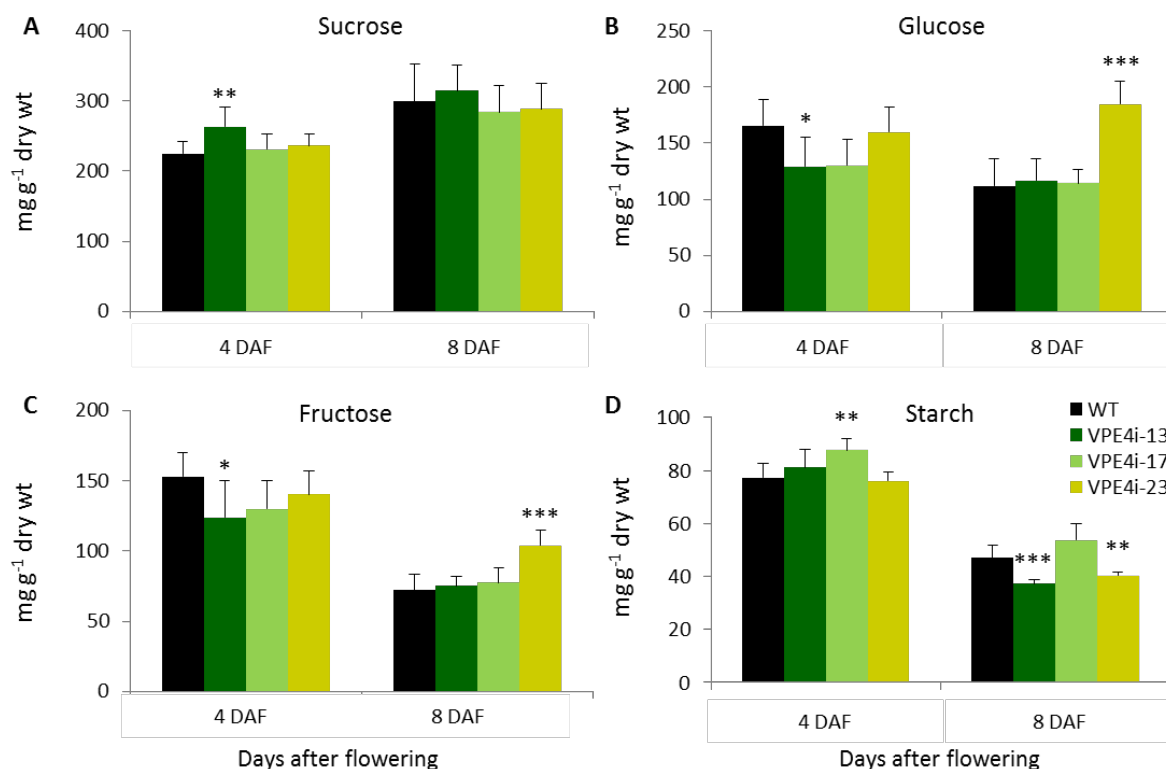 A
Sucrose
mg g⁻¹ dry wt
400
300
200
100
0
**
4 DAF
8 DAF
B
Glucose
mg g⁻¹ dry wt
250
200
150
100
50
0
*
***
4 DAF
8 DAF
C
Fructose
mg g⁻¹ dry wt
200
150
100
50
0
*
***
4 DAF
8 DAF
Days after flowering
D
Starch
mg g⁻¹ dry wt
100
80
60
40
20
0
**
***
**
WT
VPE4i-13
VPE4i-17
VPE4i-23
4 DAF
8 DAF
Days after flowering